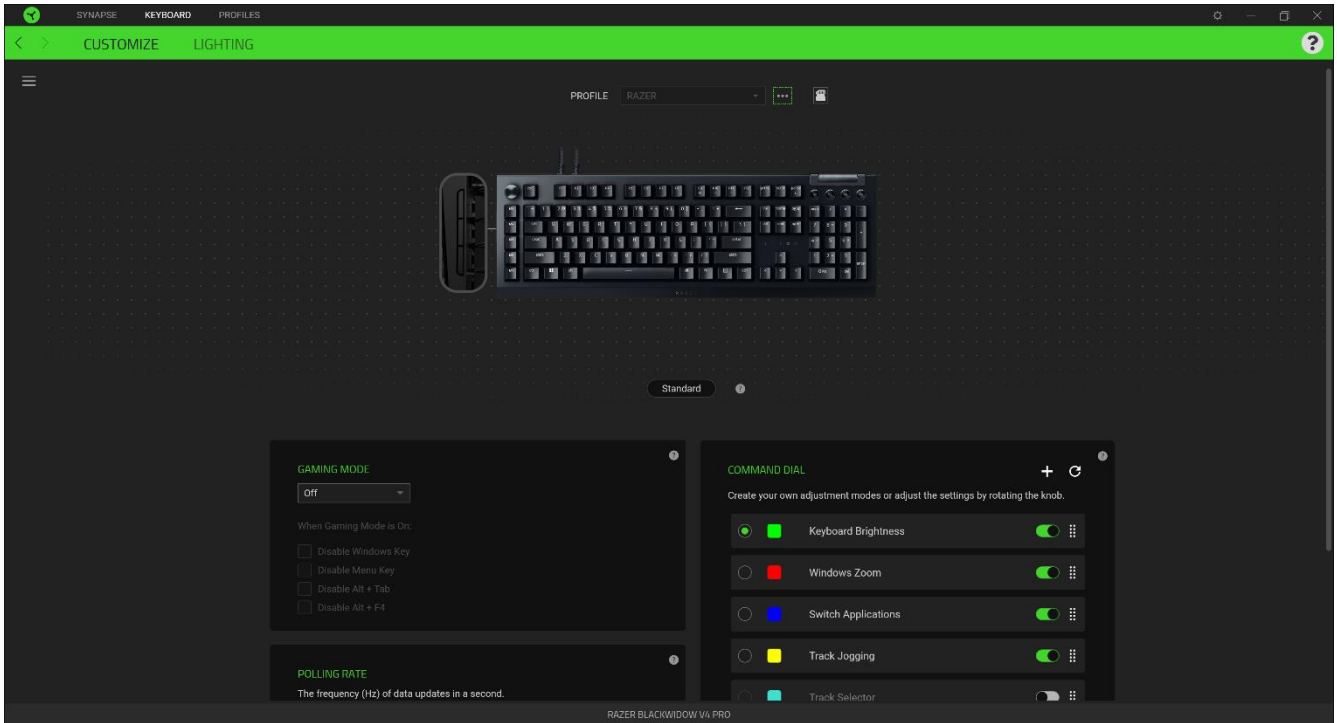 SYNAPSE KEYBOARD PROFILES
CUSTOMIZE LIGHTING
PROFILE RAZER
Standard
GAMING MODE
Off
When Gaming Mode is On:
Disable Windows Key
Disable Menu Key
Disable Alt + Tab
Disable Alt + F4
POLLING RATE
The frequency (Hz) of data updates in a second.
COMMAND DIAL
Create your own adjustment modes or adjust the settings by rotating the knob.
Keyboard Brightness
Windows Zoom
Switch Applications
Track Jogging
Track Selector
RAZER BLACKWIDOW V4 PRO